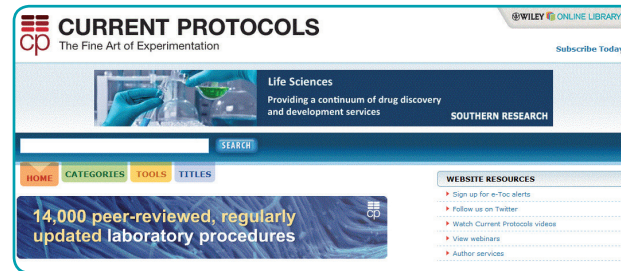 CURRENT PROTOCOLS
cp The Fine Art of Experimentation
WILEY ONLINE LIBRARY
Subscribe Today
Life Sciences
Providing a continuum of drug discovery
and development services
SOUTHERN RESEARCH
SEARCH
HOME CATEGORIES TOOLS TITLES
14,000 peer-reviewed, regularly
updated laboratory procedures
cp
WEBSITE RESOURCES
Sign up for e-Toc alerts
Follow us on Twitter
Watch Current Protocols videos
View webinars
Author services